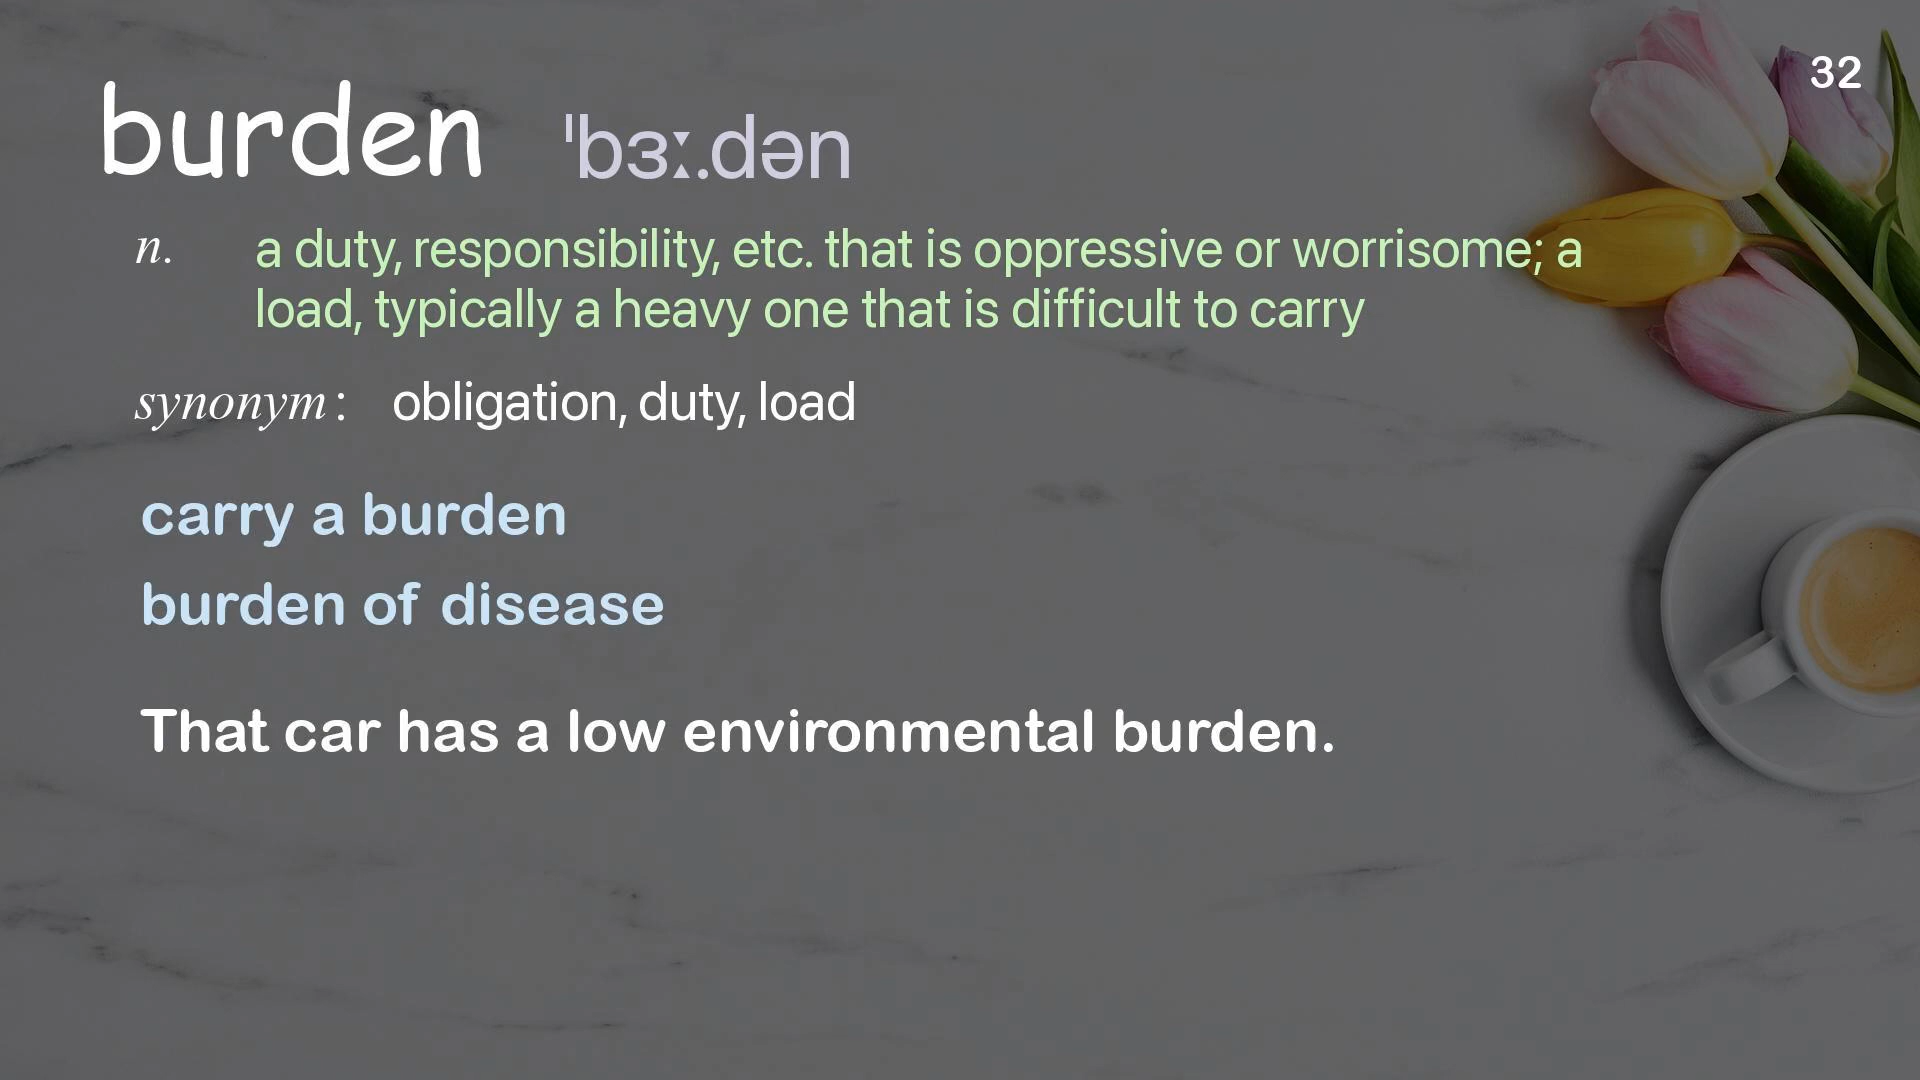 32
burden ˈbɜː.dən
n. a duty, responsibility, etc. that is oppressive or worrisome; a
load, typically a heavy one that is difficult to carry
synonym : obligation, duty, load
carry a burden
burden of disease
That car has a low environmental burden.